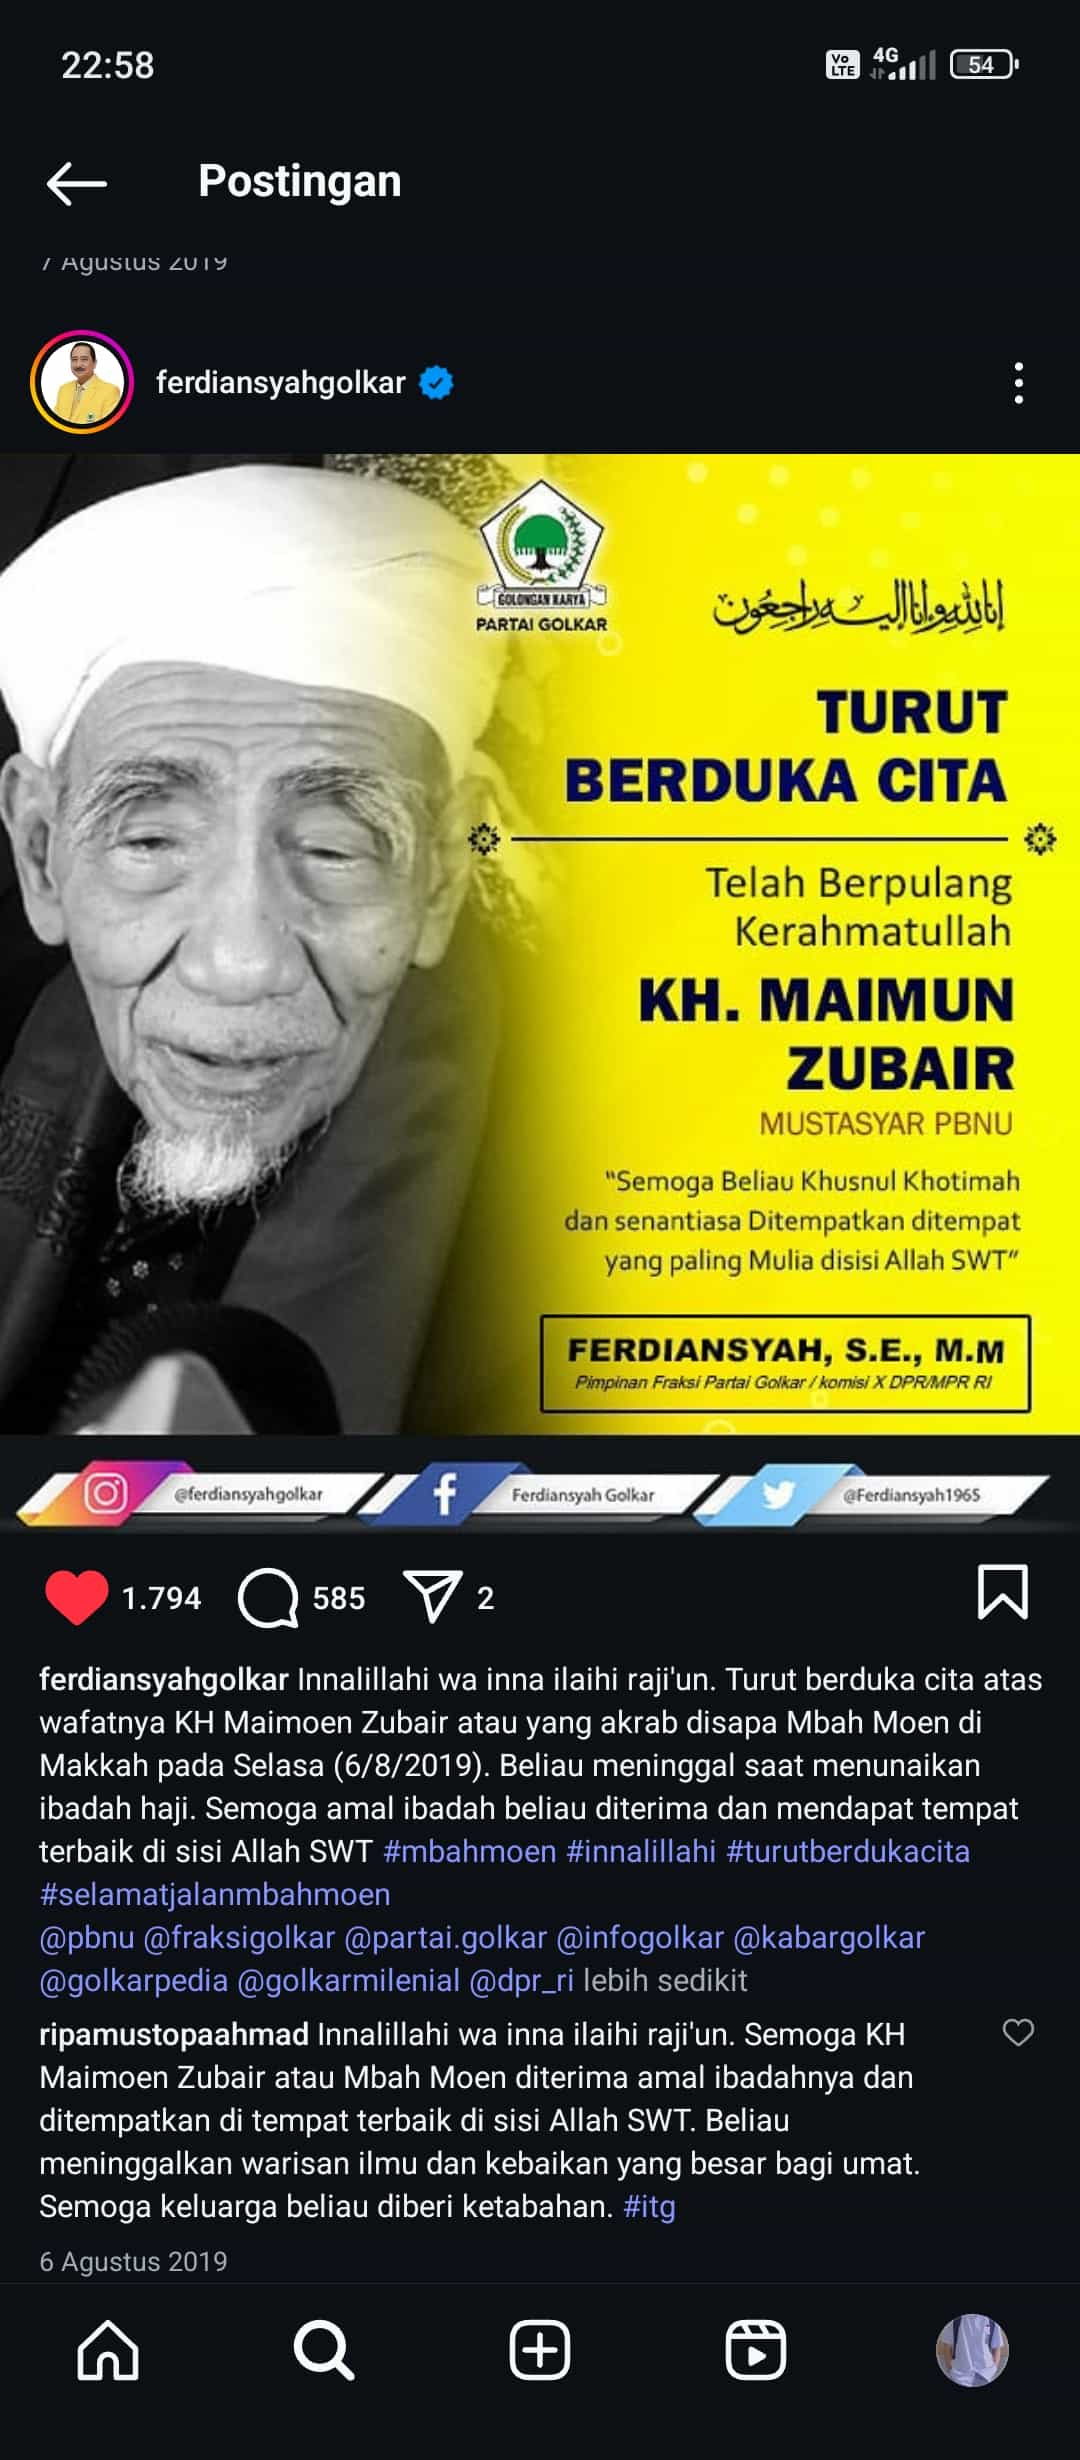 22:58
Vo LTE 4G 54
Postingan
7 Agustus 2019
ferdiansyahgolkar
GOLONGAN KARYA
PARTAI GOLKAR
إنا لله وإنا إليه راجعون
TURUT
BERDUKA CITA
Telah Berpulang
Kerahmatullah
KH. MAIMUN
ZUBAIR
MUSTASYAR PBNU
“Semoga Beliau Khusnul Khotimah
dan senantiasa Ditempatkan ditempat
yang paling Mulia disisi Allah SWT”
FERDIANSYAH, S.E., M.M
Pimpinan Fraksi Partai Golkar / komisi X DPR/MPR RI
@ferdiansyahgolkar Ferdiansyah Golkar @Ferdiansyah1965
1.794 585 2
ferdiansyahgolkar Innalillahi wa inna ilaihi raji'un. Turut berduka cita atas
wafatnya KH Maimoen Zubair atau yang akrab disapa Mbah Moen di
Makkah pada Selasa (6/8/2019). Beliau meninggal saat menunaikan
ibadah haji. Semoga amal ibadah beliau diterima dan mendapat tempat
terbaik di sisi Allah SWT #mbahmoen #innalillahi #turutberdukacita
#selamatjalanmbahmoen
@pbnu @fraksigolkar @partai.golkar @infogolkar @kabargolkar
@golkarpedia @golkarmilenial @dpr_ri lebih sedikit
ripamustopaahmad Innalillahi wa inna ilaihi raji'un. Semoga KH
Maimoen Zubair atau Mbah Moen diterima amal ibadahnya dan
ditempatkan di tempat terbaik di sisi Allah SWT. Beliau
meninggalkan warisan ilmu dan kebaikan yang besar bagi umat.
Semoga keluarga beliau diberi ketabahan. #itg
6 Agustus 2019